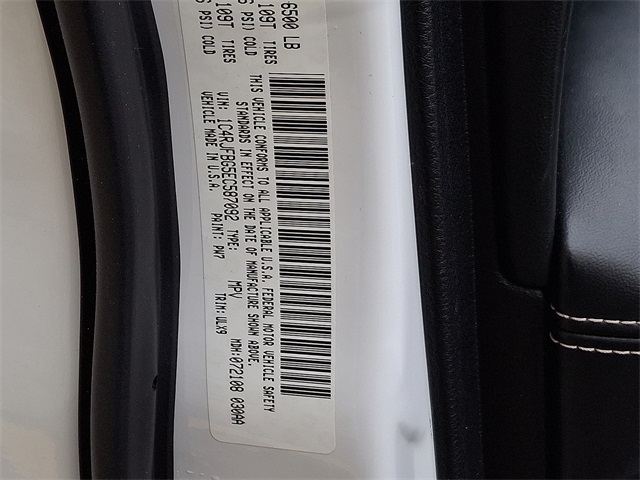 6500 LB
109T TIRES
PSI) COLD
109T TIRES
PSI) COLD
THIS VEHICLE CONFORMS TO ALL APPLICABLE U.S.A. FEDERAL MOTOR VEHICLE SAFETY
STANDARDS IN EFFECT ON THE DATE OF MANUFACTURE SHOWN ABOVE.
VIN: 1C4RJFBG5EC587092 TYPE: MPV MDH:072108 030AA
VEHICLE MADE IN U.S.A. PAINT: PW7 TRIM:ULX9